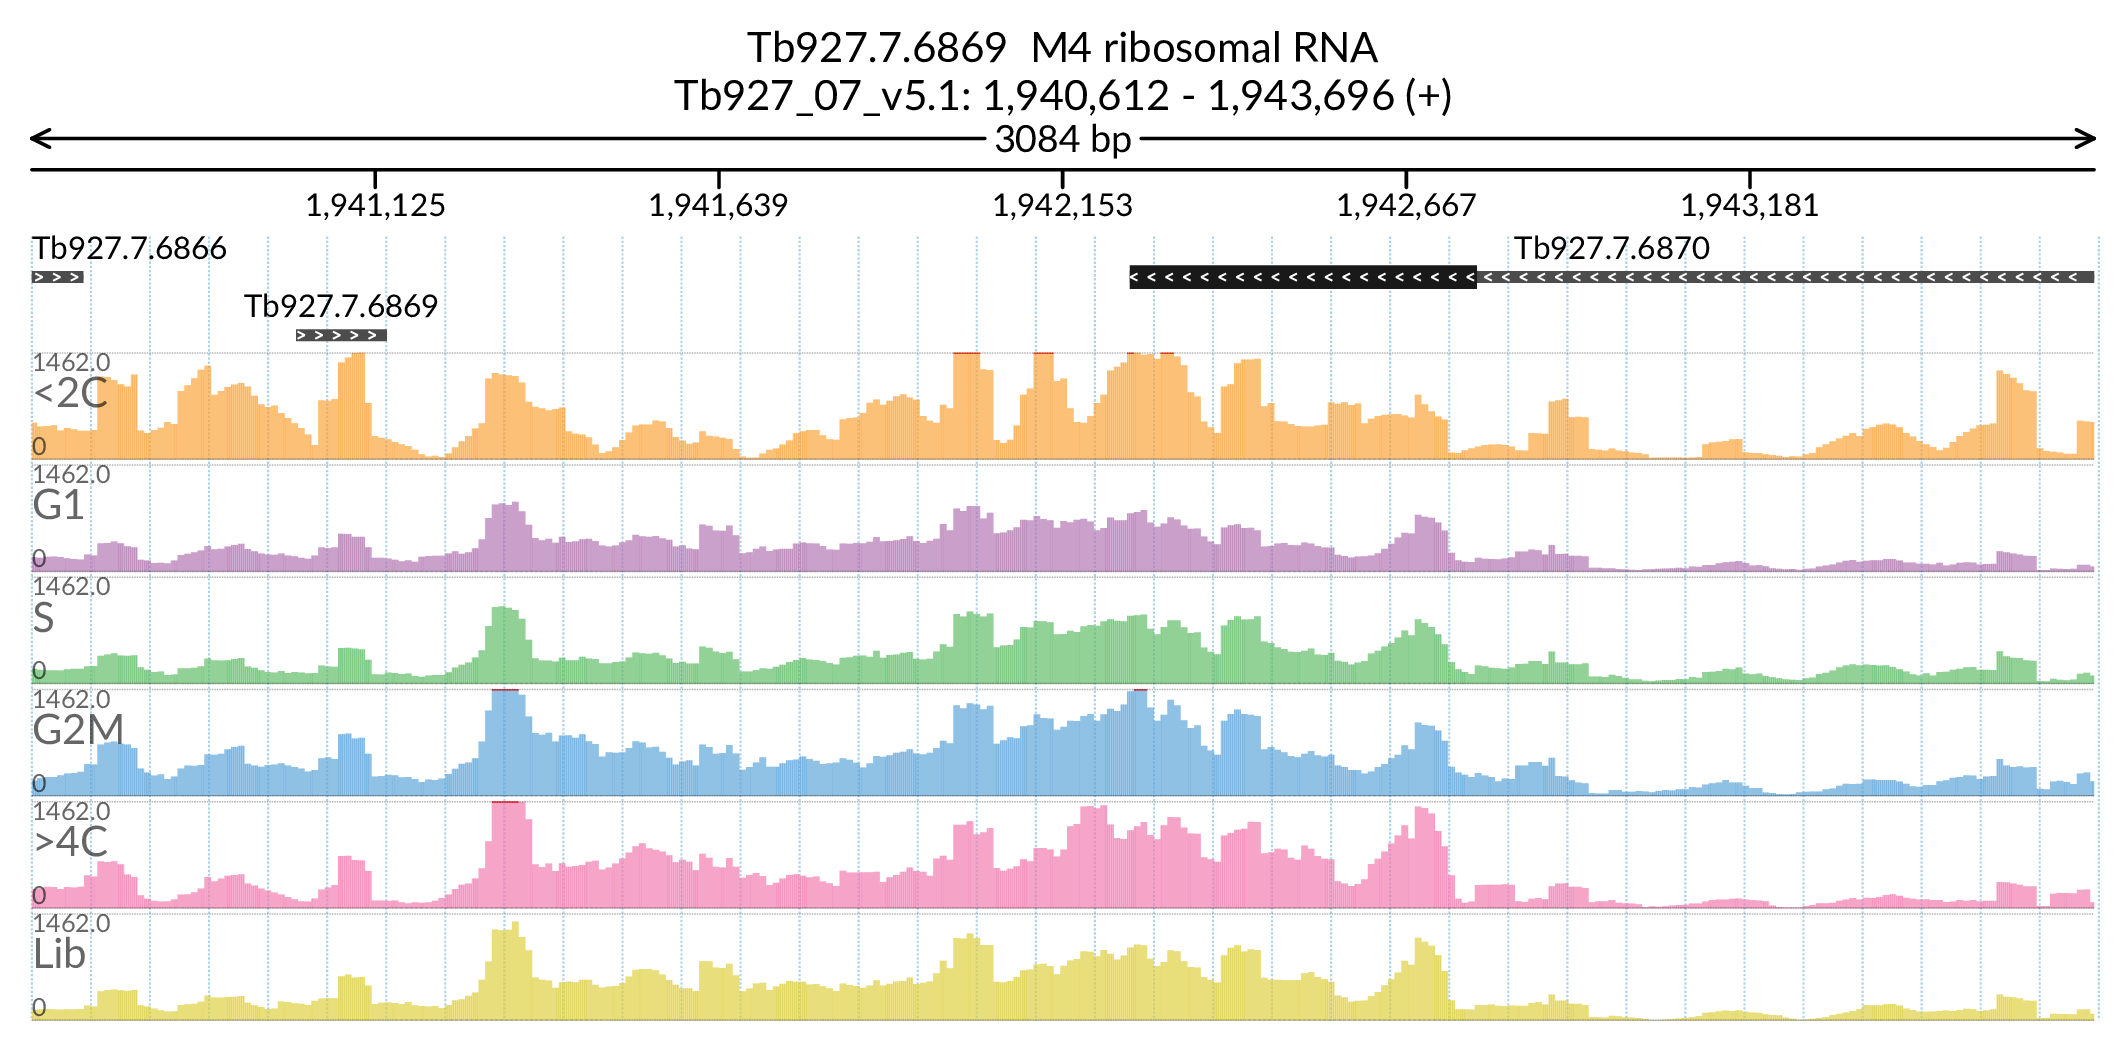 Tb927.7.6869 M4 ribosomal RNA
Tb927_07_v5.1: 1,940,612 - 1,943,696 (+)
3084 bp
1,941,125 1,941,639 1,942,153 1,942,667 1,943,181
Tb927.7.6866 Tb927.7.6870
Tb927.7.6869
1462.0
<2C
0
1462.0
G1
0
1462.0
S
0
1462.0
G2M
0
1462.0
>4C
0
1462.0
Lib
0